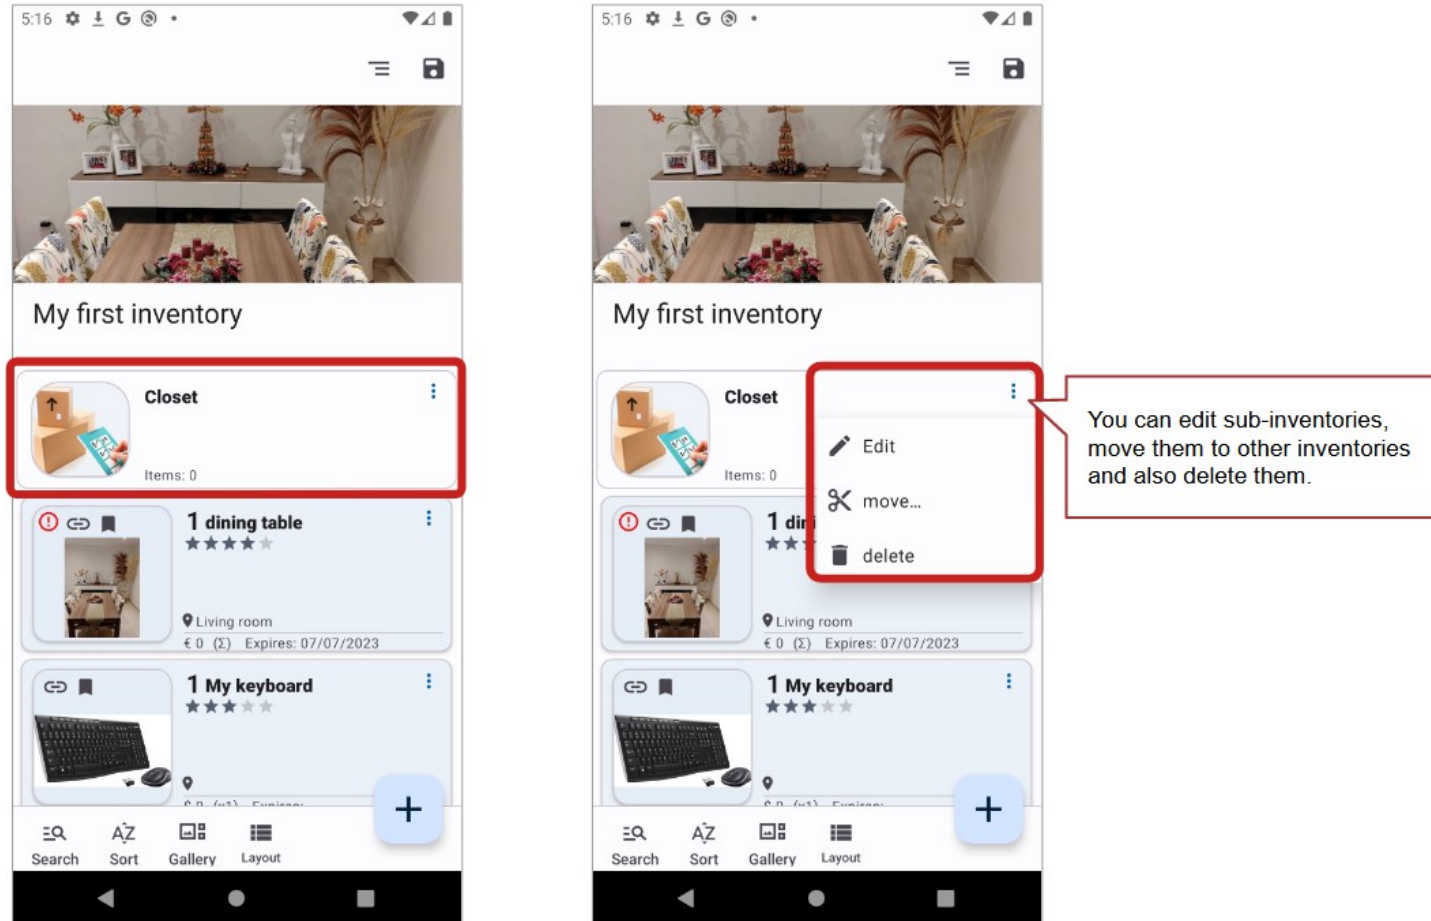 5:16
My first inventory
Closet
Items: 0
1 dining table
Living room
€ 0 (Σ) Expires: 07/07/2023
1 My keyboard
Search Sort Gallery Layout
5:16
My first inventory
Closet
Items: 0
Edit
move...
delete
1 dini
Living room
€ 0 (Σ) Expires: 07/07/2023
1 My keyboard
Search Sort Gallery Layout
You can edit sub-inventories,
move them to other inventories
and also delete them.